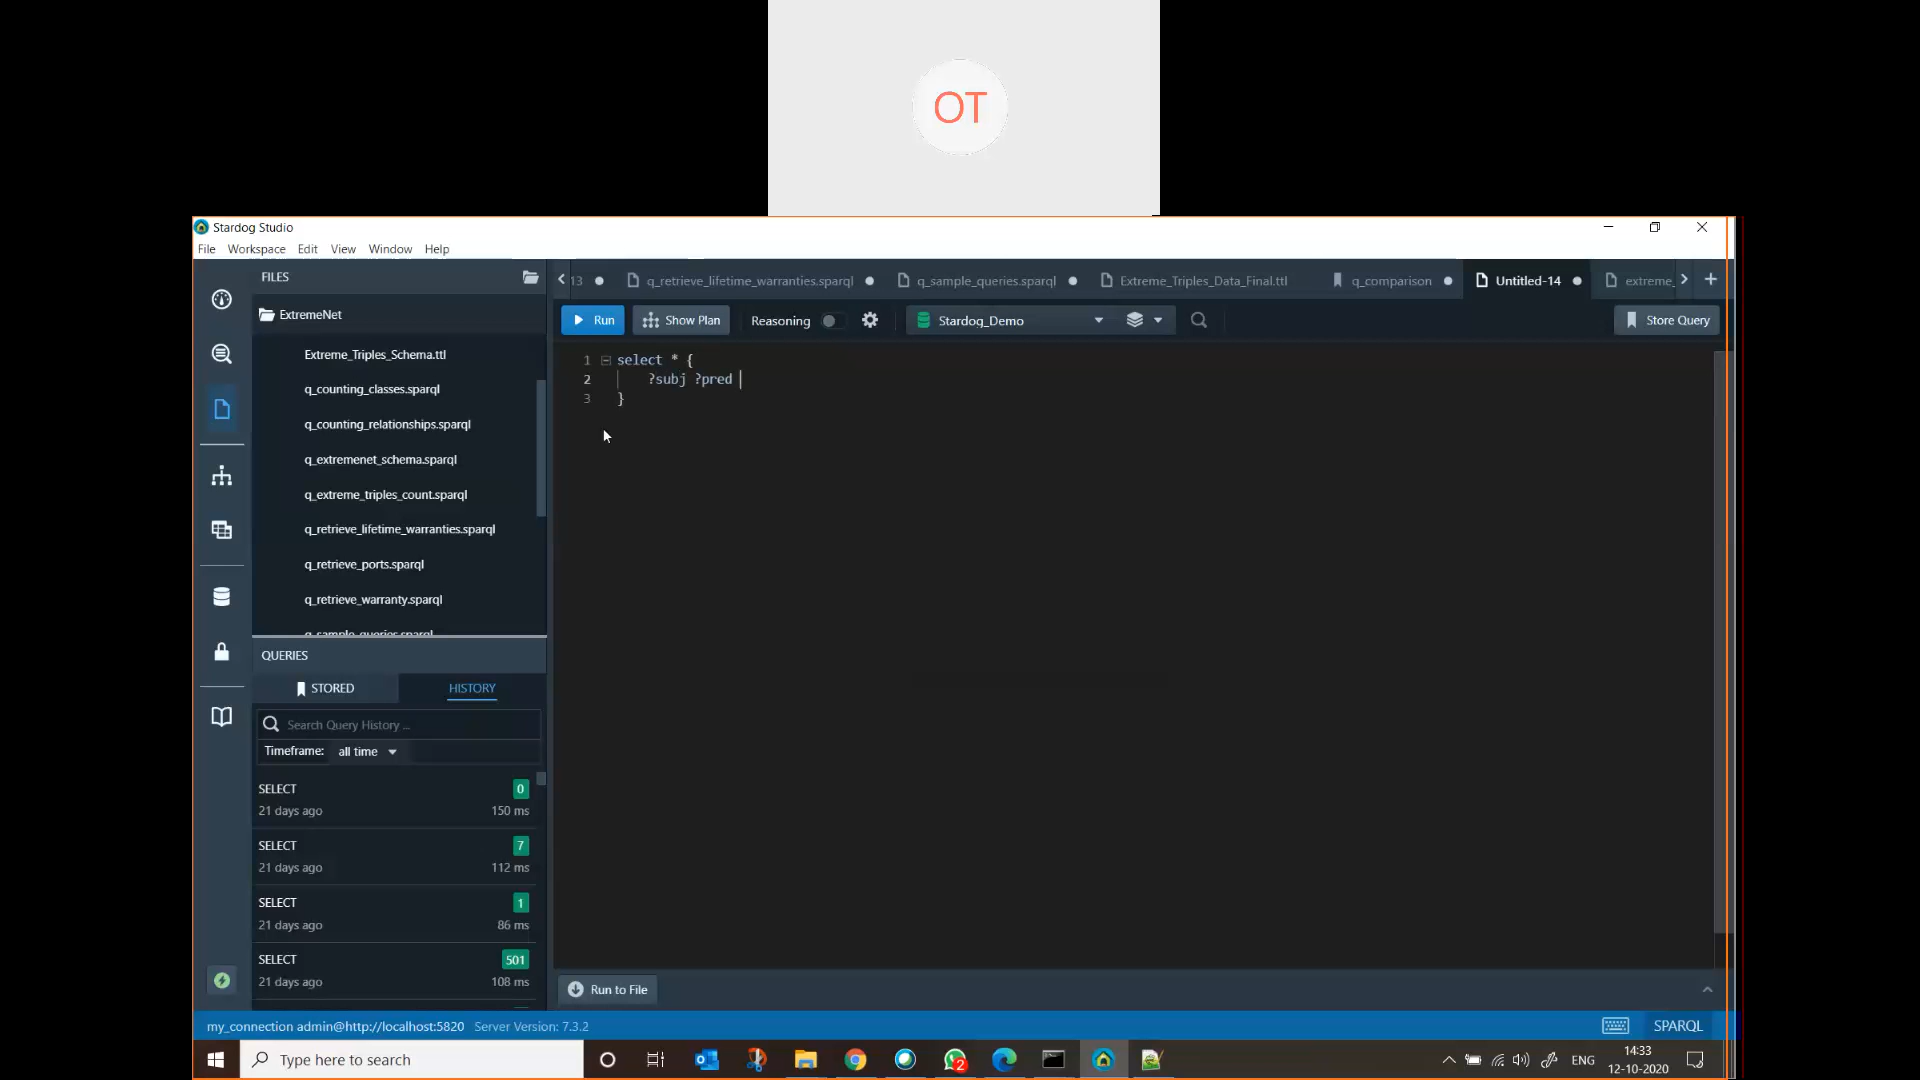 OT
Stardog Studio
File Workspace Edit View Window Help
FILES
13 q_retrieve_lifetime_warranties.sparql q_sample_queries.sparql Extreme_Triples_Data_Final.ttl q_comparison Untitled-14 extreme_
Run Show Plan Reasoning Stardog_Demo Store Query
ExtremeNet
Extreme_Triples_Schema.ttl
q_counting_classes.sparql
q_counting_relationships.sparql
q_extremenet_schema.sparql
q_extreme_triples_count.sparql
q_retrieve_lifetime_warranties.sparql
q_retrieve_ports.sparql
q_retrieve_warranty.sparql
q_sample_queries.sparql
1 select * {
2 ?subj ?pred
3 }
QUERIES
STORED HISTORY
Search Query History ...
Timeframe: all time
SELECT 0
21 days ago 150 ms
SELECT 7
21 days ago 112 ms
SELECT 1
21 days ago 86 ms
SELECT 501
21 days ago 108 ms
Run to File
my_connection admin@http://localhost:5820 Server Version: 7.3.2 SPARQL
Type here to search
2
ENG
14:33
12-10-2020